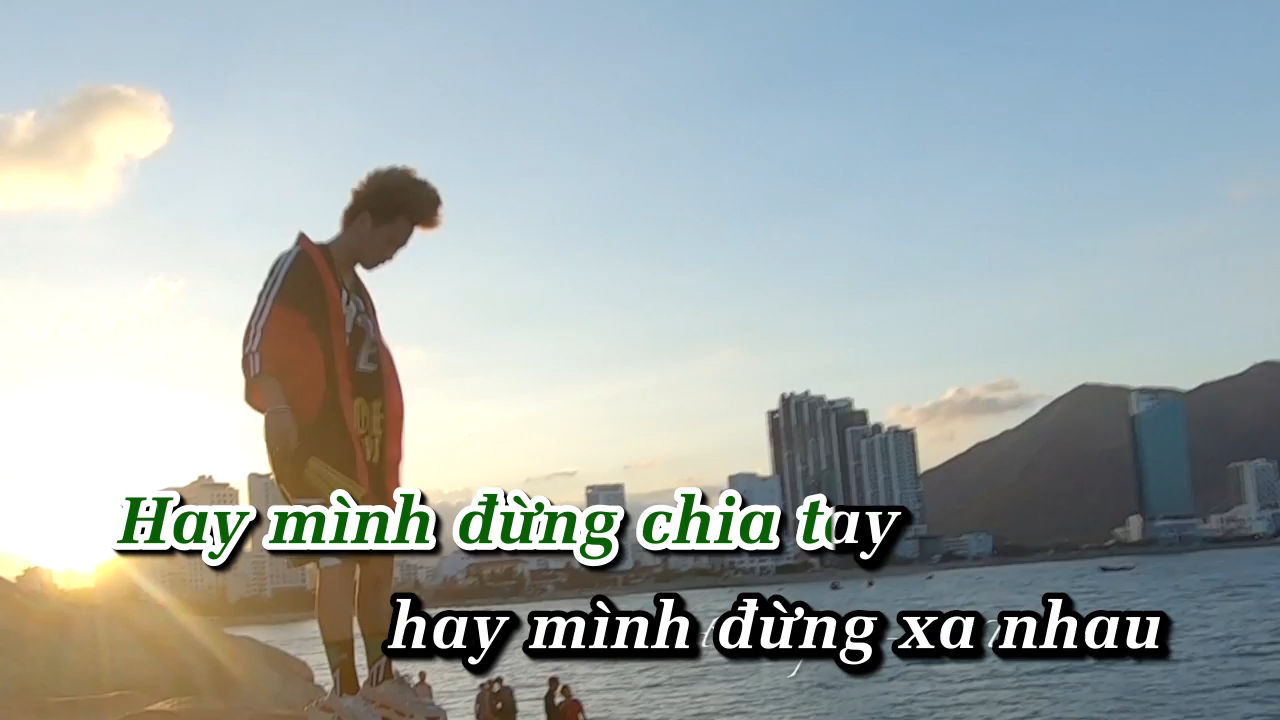 Hay mình đừng chia tay
hay mình đừng xa nhau